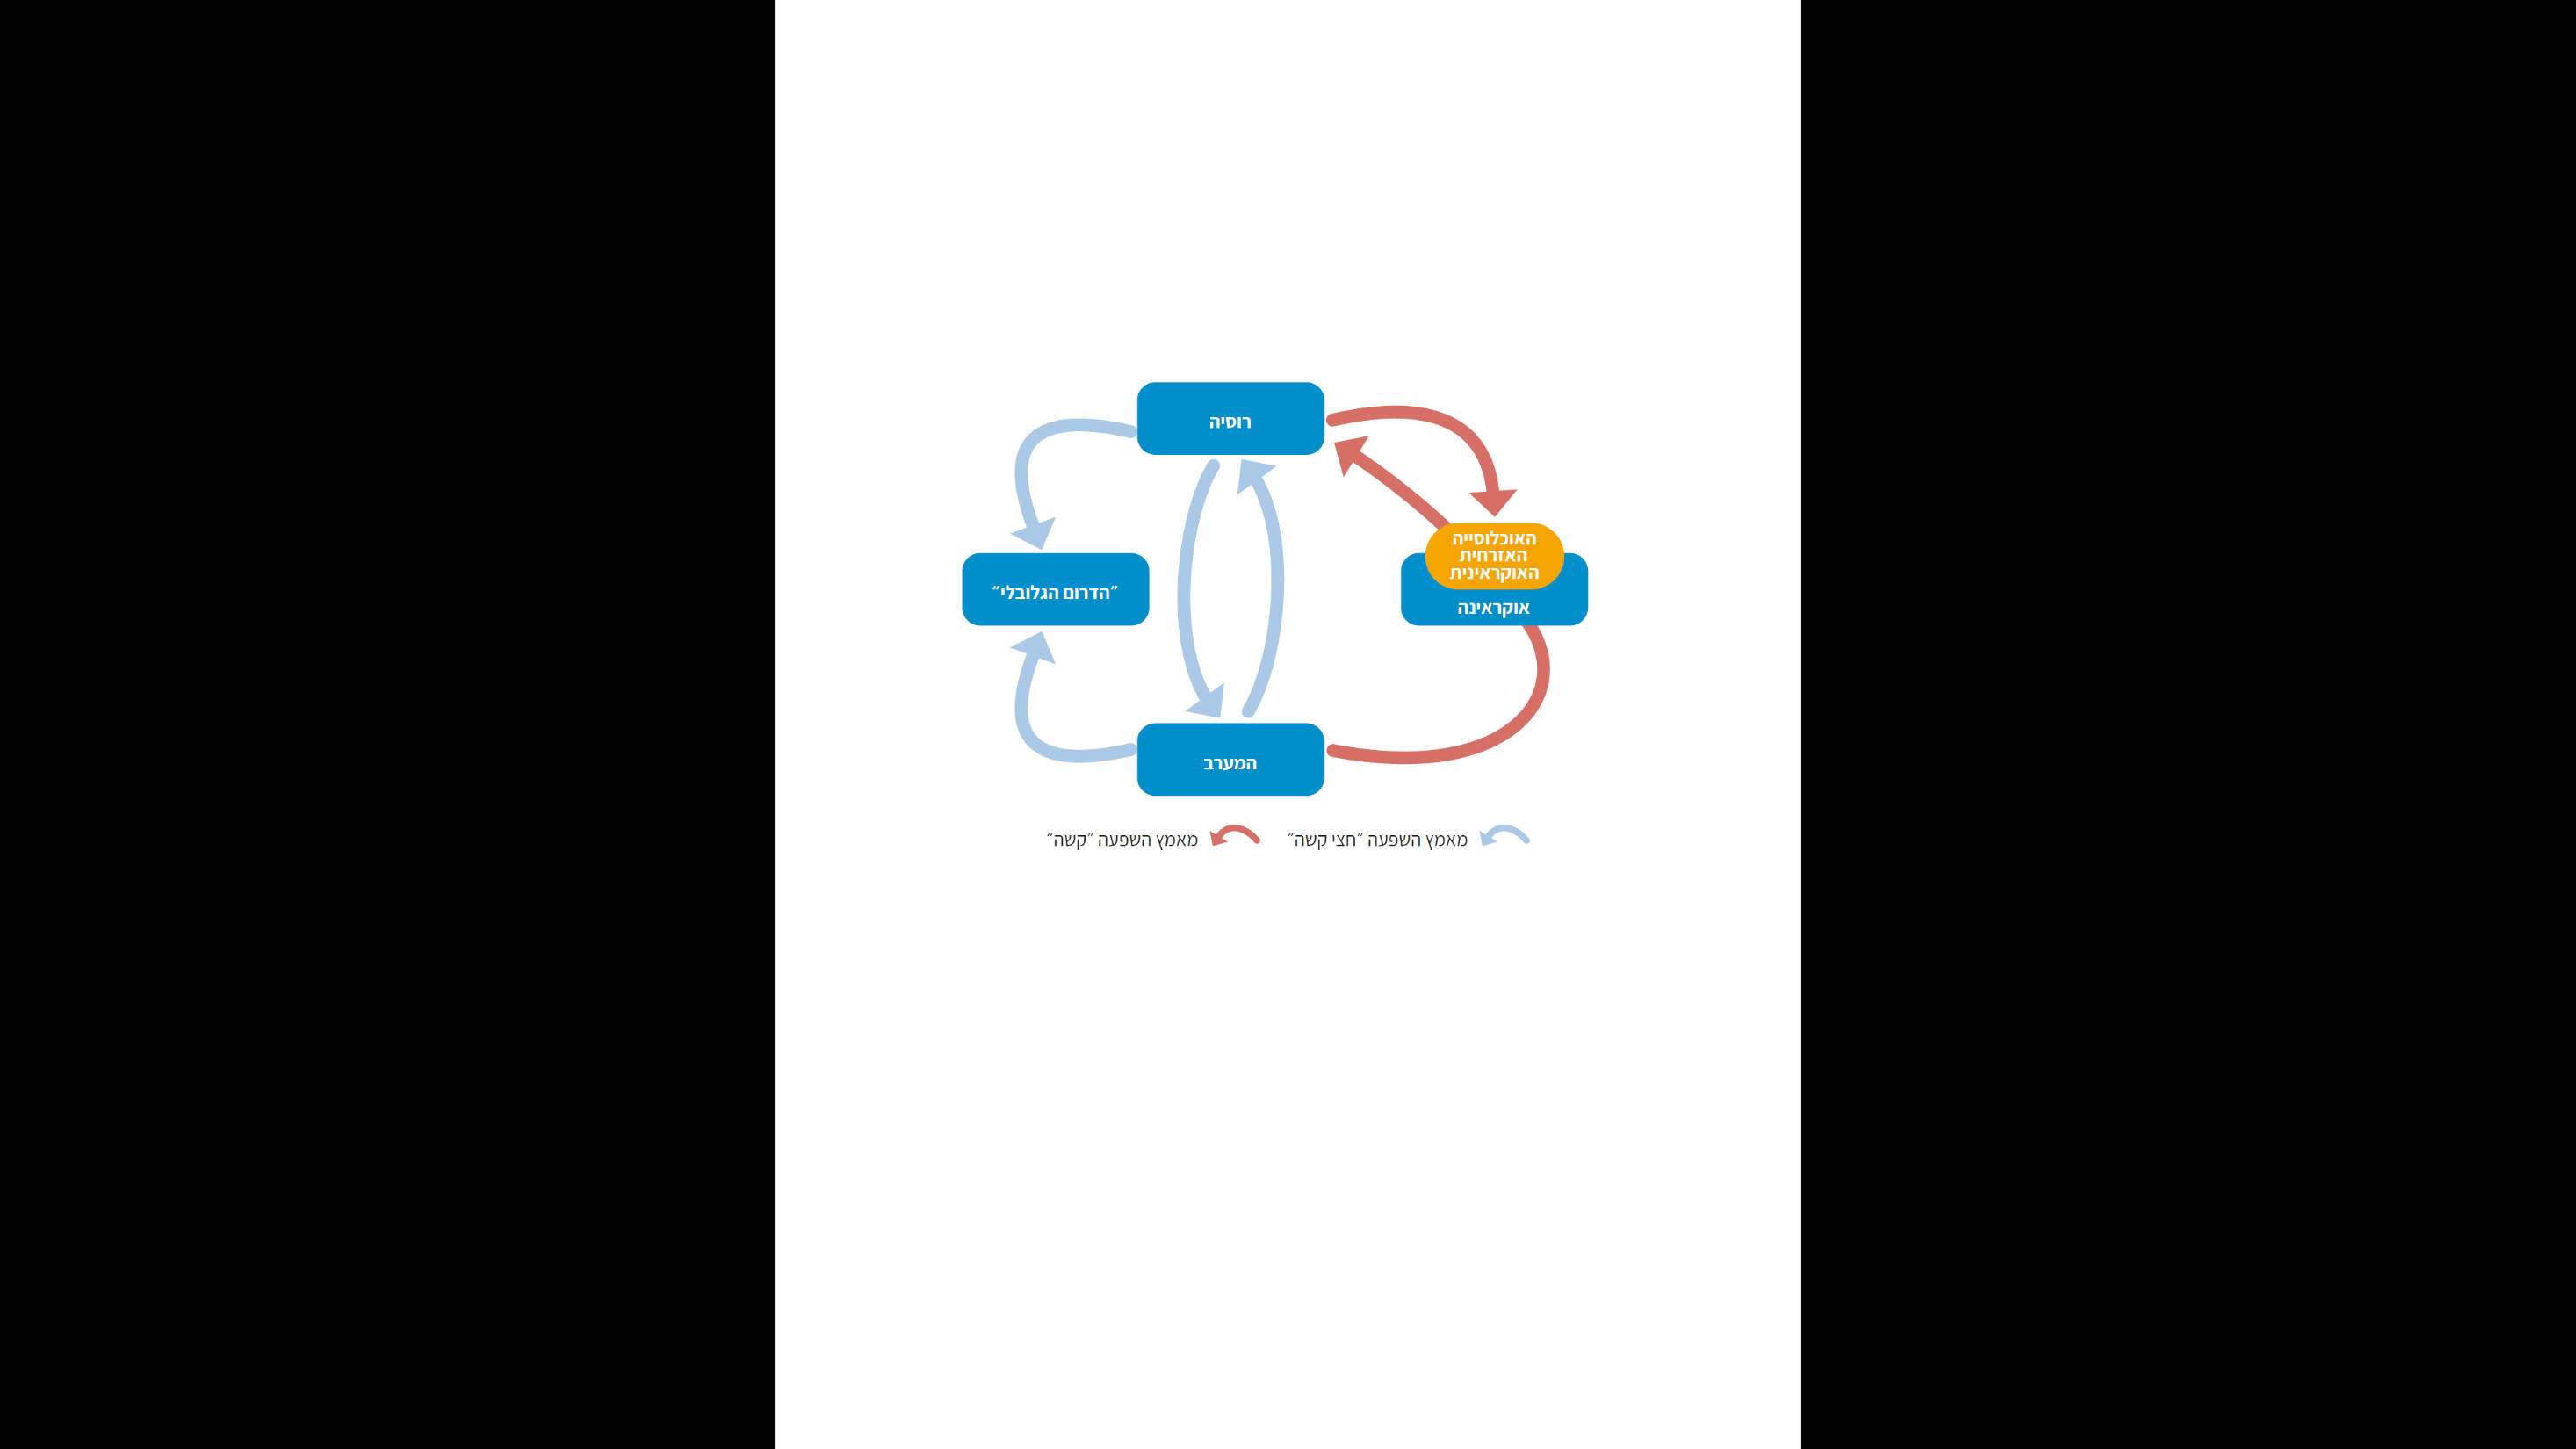 רוסיה
האוכלוסייה
האזרחית
האוקראינית
אוקראינה
״הדרום הגלובלי״
המערב
מאמץ השפעה ״חצי קשה״
מאמץ השפעה ״קשה״